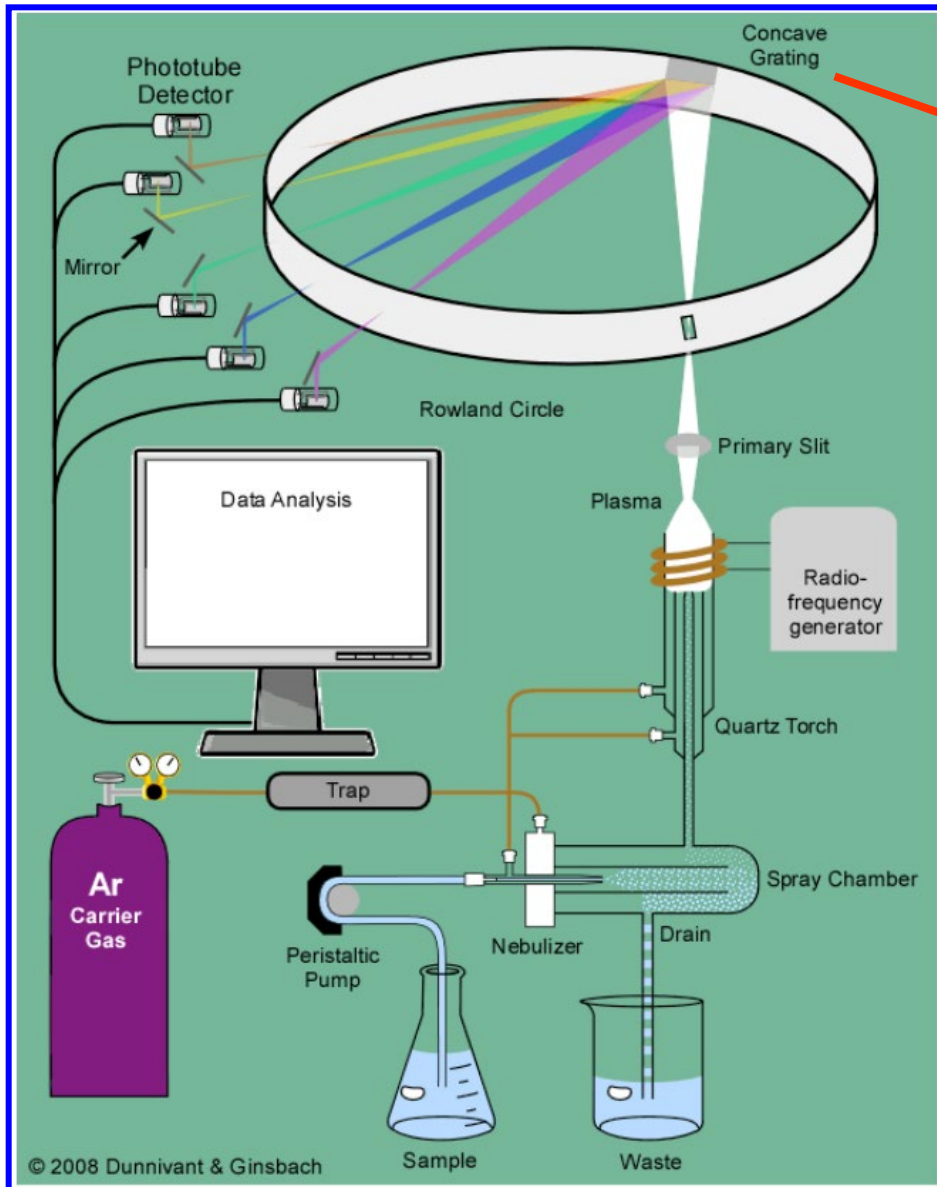 Concave
Grating
Phototube
Detector
Mirror
Rowland Circle
Primary Slit
Plasma
Data Analysis
Radio-
frequency
generator
Quartz Torch
Trap
Ar
Carrier
Gas
Spray Chamber
Nebulizer
Drain
Peristaltic
Pump
Sample
Waste
© 2008 Dunnivant & Ginsbach